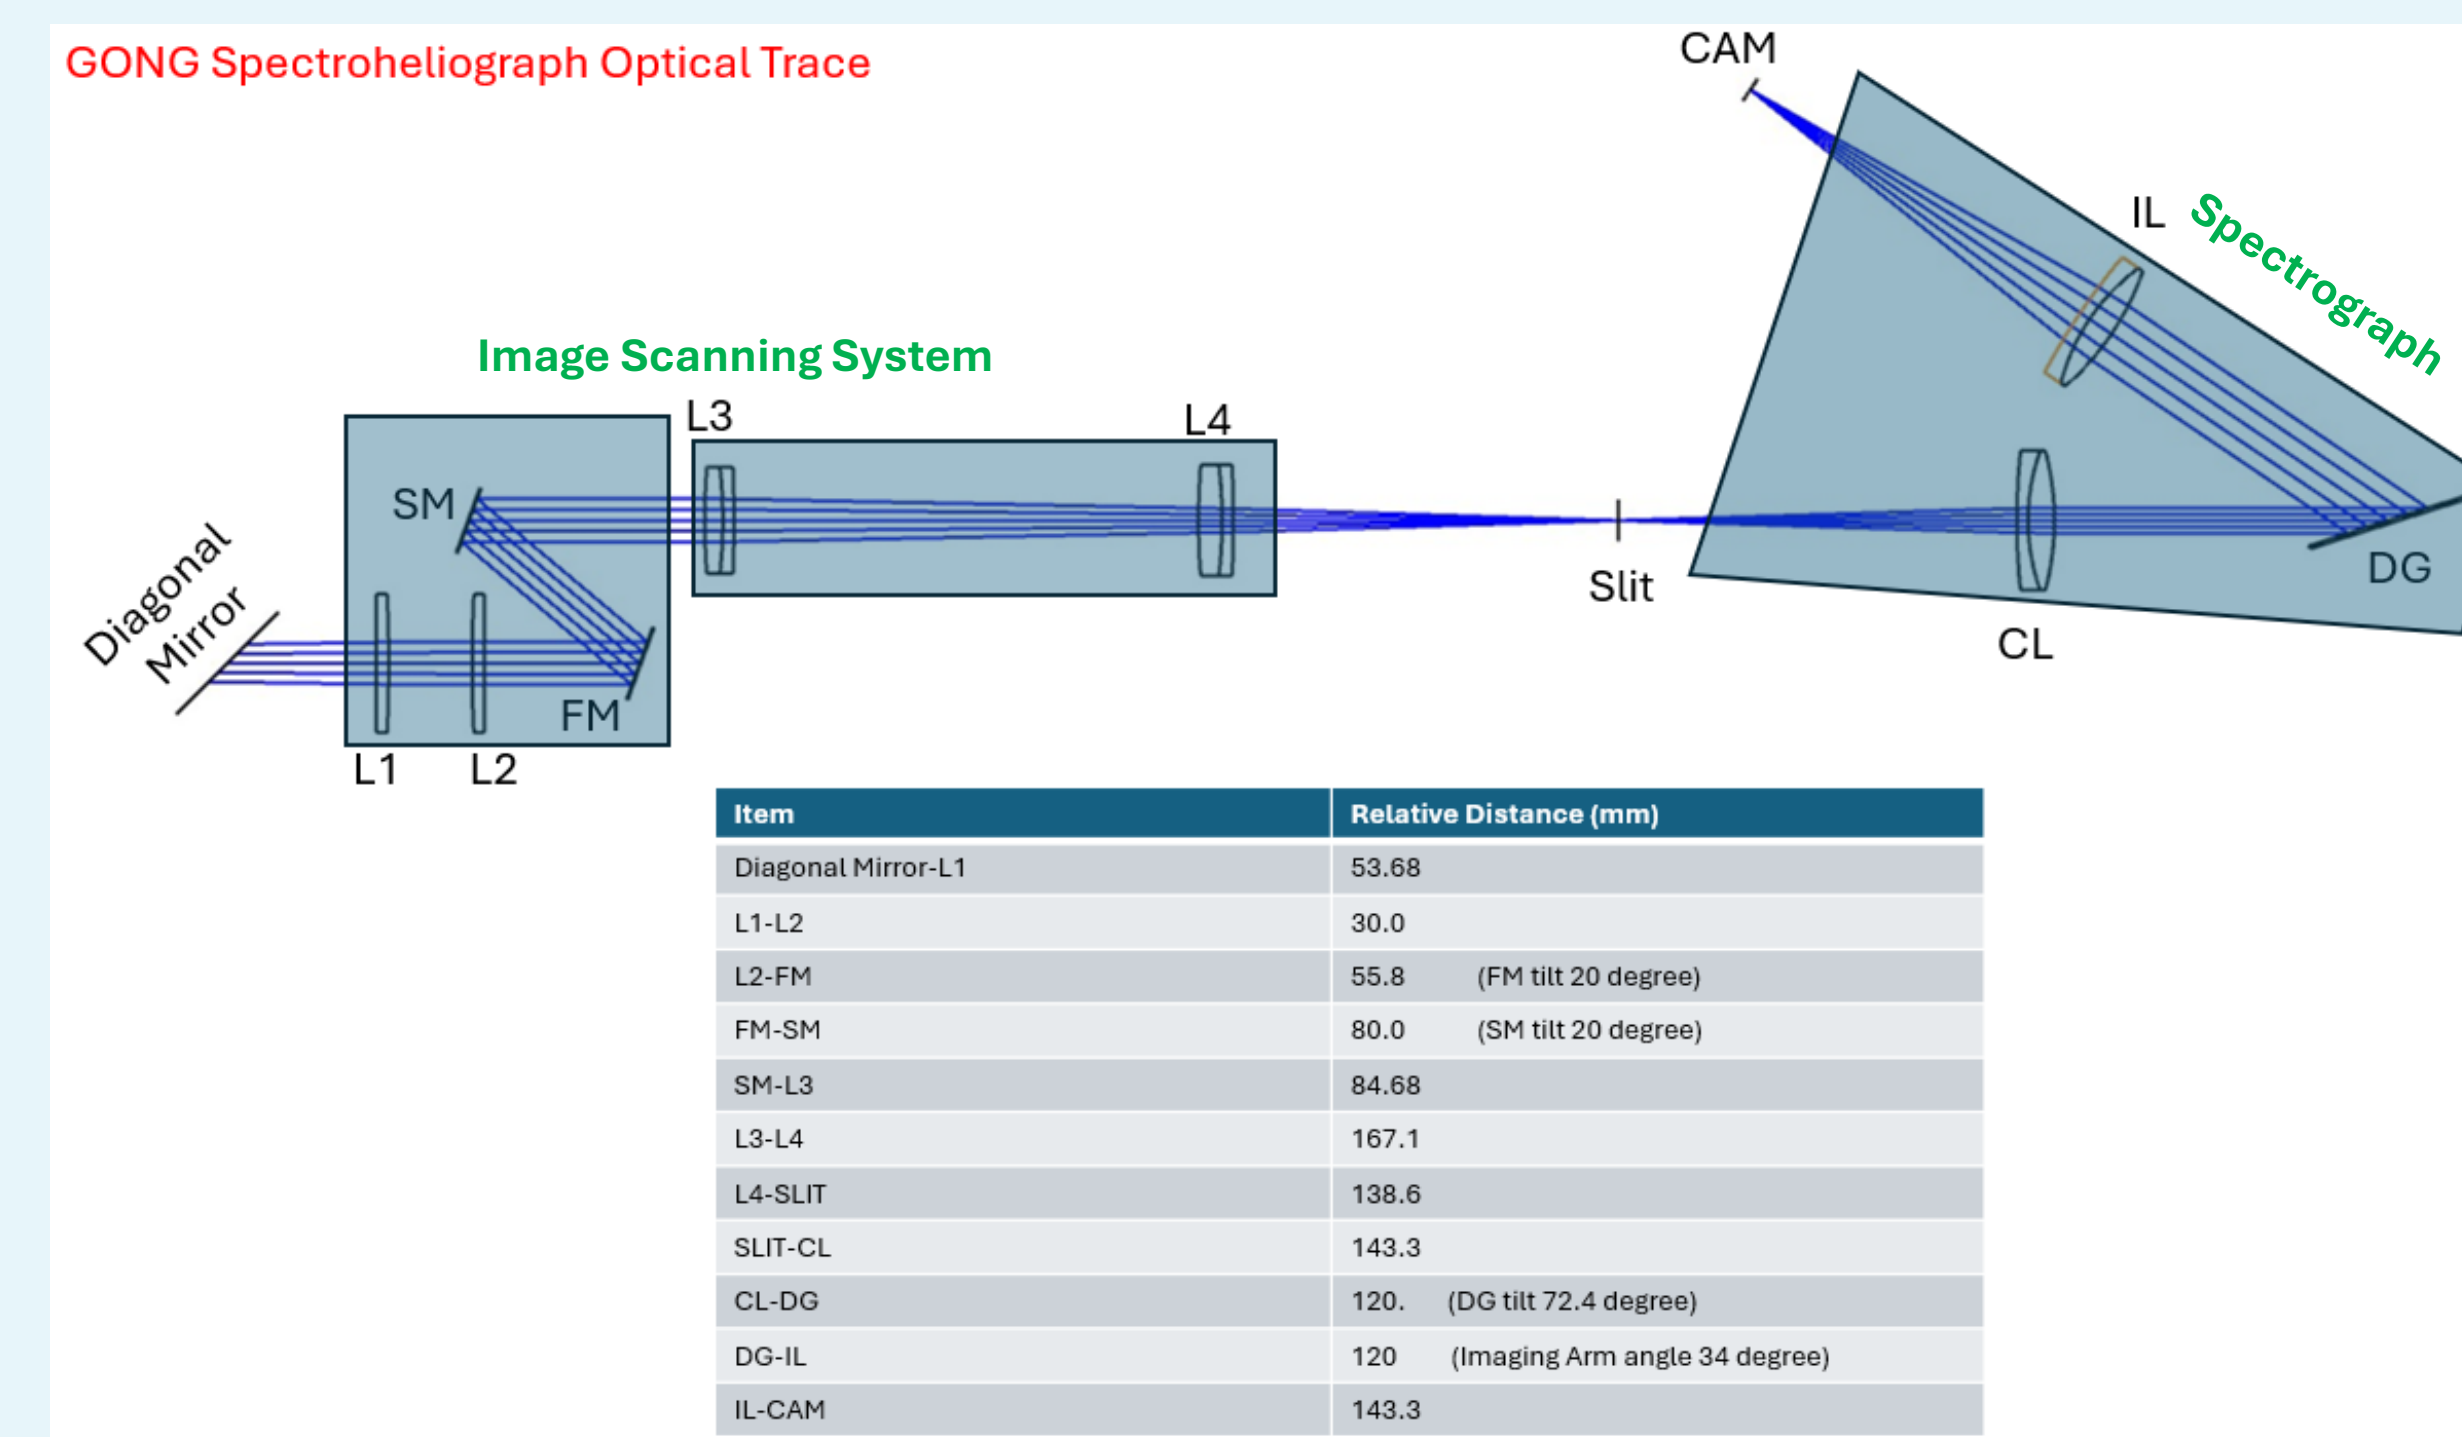 GONG Spectroheliograph Optical Trace
CAM
IL
Spectrograph
Image Scanning System
L3
L4
SM
Diagonal
Mirror
Slit
DG
CL
FM
L1
L2
Item Relative Distance (mm)
Diagonal Mirror-L1 53.68
L1-L2 30.0
L2-FM 55.8 (FM tilt 20 degree)
FM-SM 80.0 (SM tilt 20 degree)
SM-L3 84.68
L3-L4 167.1
L4-SLIT 138.6
SLIT-CL 143.3
CL-DG 120. (DG tilt 72.4 degree)
DG-IL 120 (Imaging Arm angle 34 degree)
IL-CAM 143.3